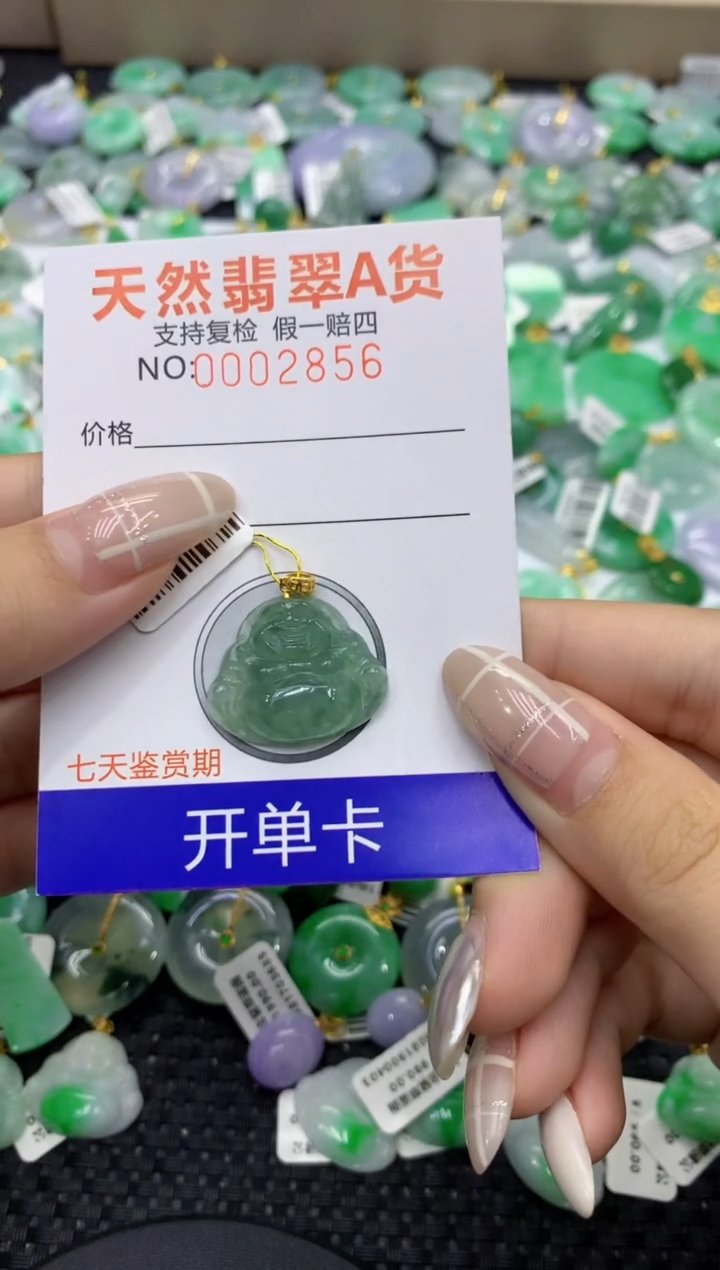 天然翡翠A货
支持复检 假一赔四
NO:0002856
价格
七天鉴赏期
开单卡